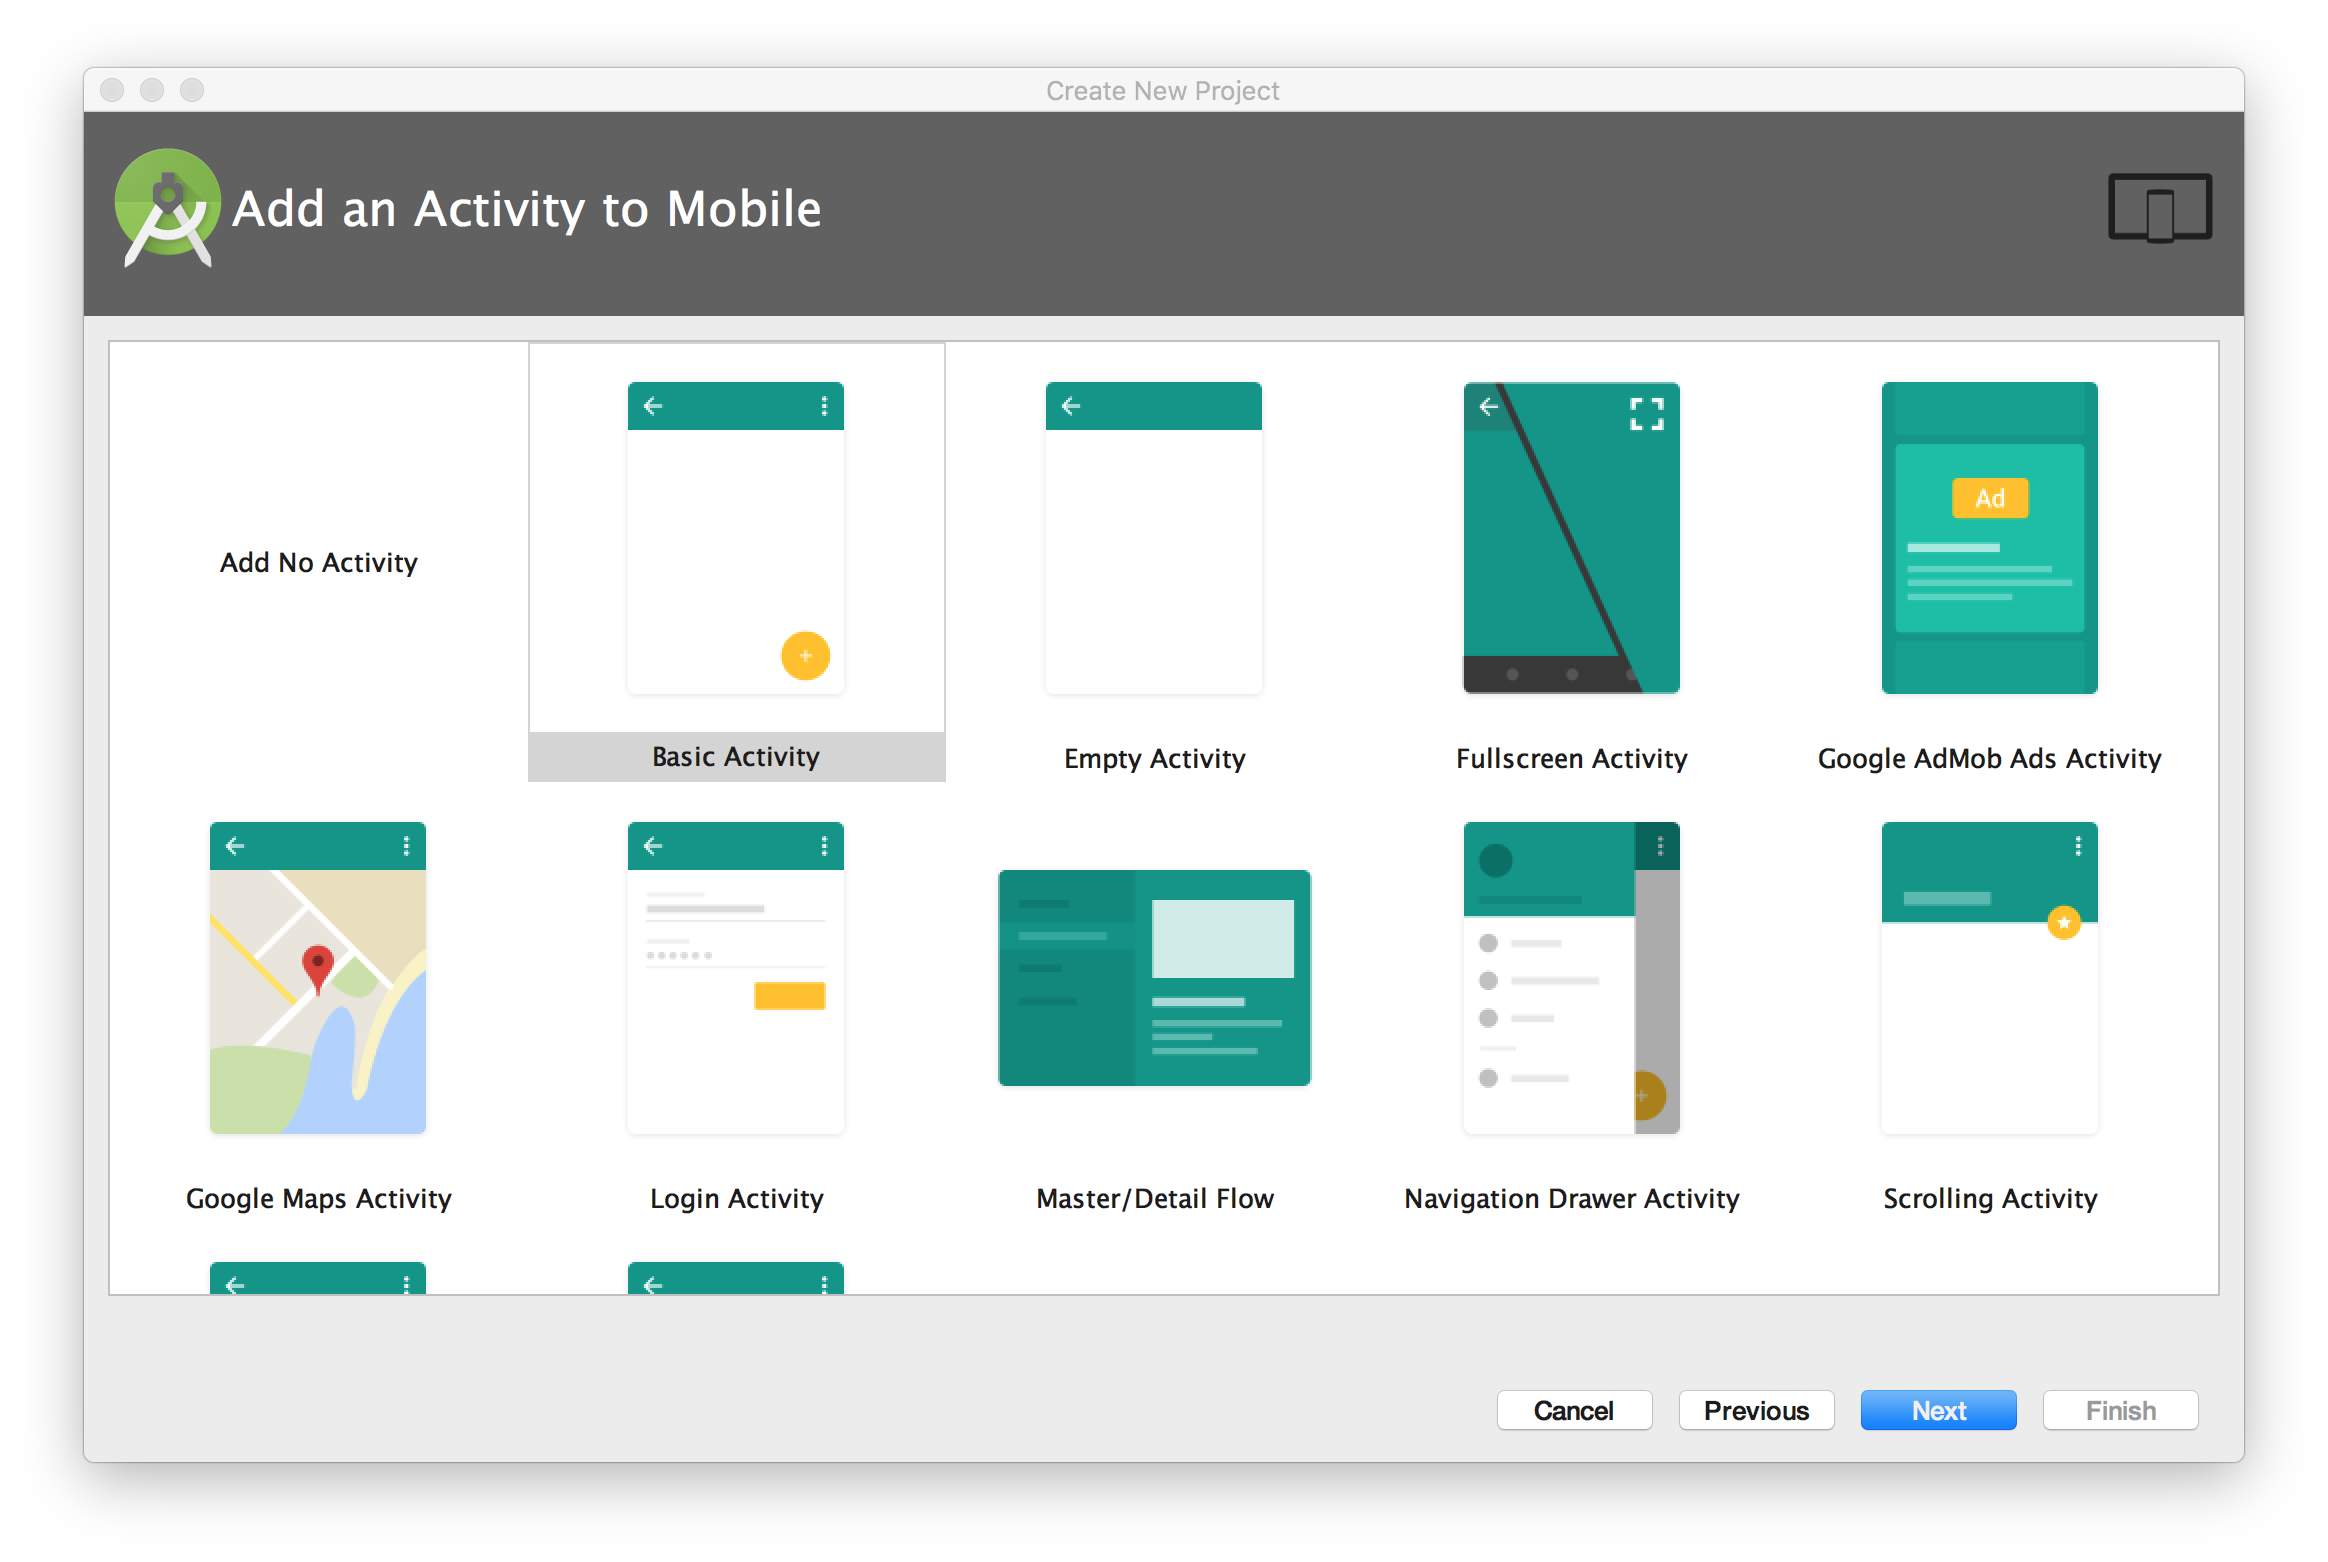 Create New Project
Add an Activity to Mobile
Ad
Add No Activity
Basic Activity
Empty Activity
Fullscreen Activity
Google AdMob Ads Activity
Google Maps Activity
Login Activity
Master/Detail Flow
Navigation Drawer Activity
Scrolling Activity
Cancel
Previous
Next
Finish